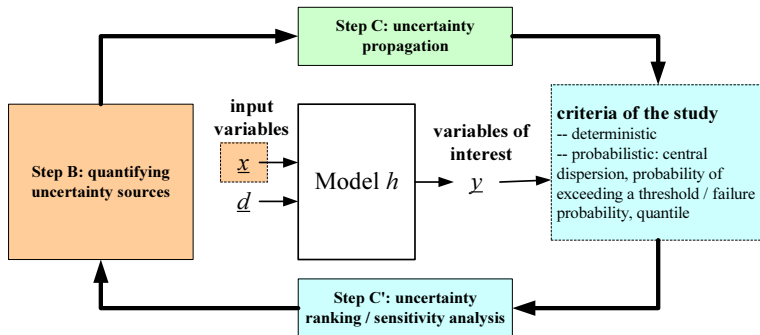 Step C: uncertainty
propagation
Step B: quantifying
uncertainty sources
input
variables
x
d
Model h
variables of
interest
y
criteria of the study
-- deterministic
-- probabilistic: central
dispersion, probability of
exceeding a threshold / failure
probability, quantile
Step C': uncertainty
ranking / sensitivity analysis